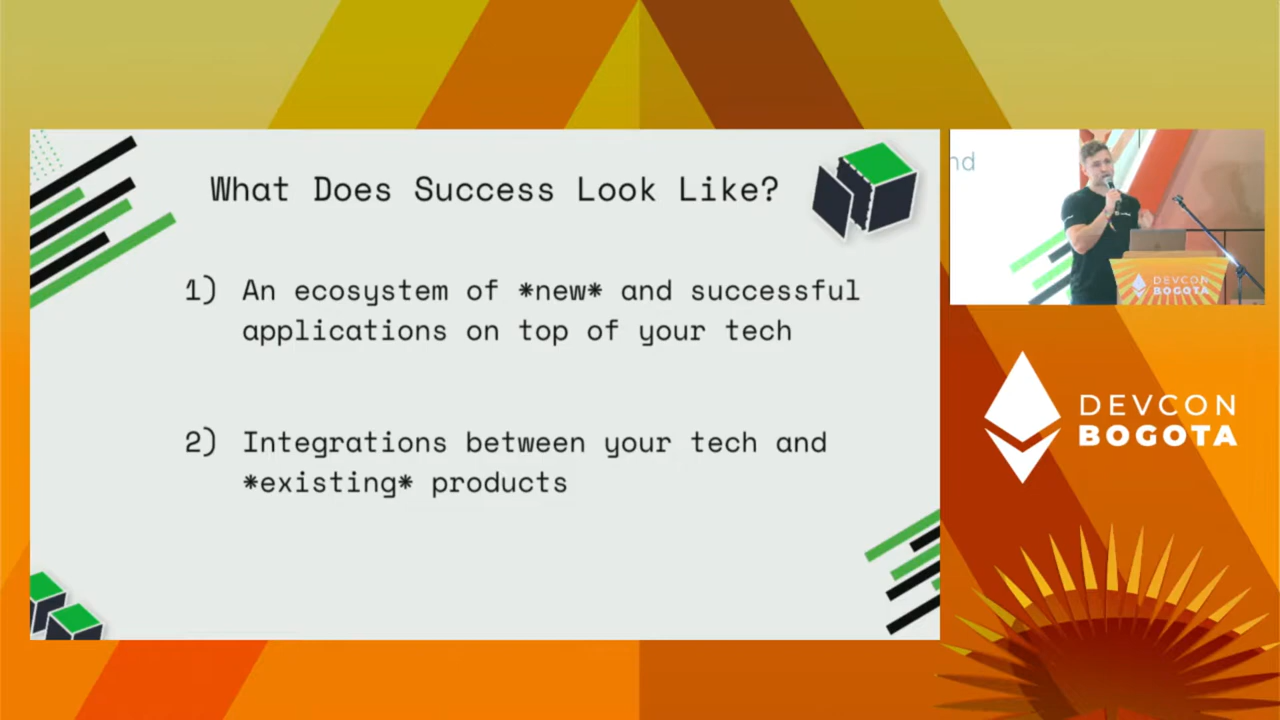 What Does Success Look Like?
1) An ecosystem of *new* and successful
applications on top of your tech
2) Integrations between your tech and
*existing* products
nd
DEVCON
BOGOTA
DEVCON
BOGOTA